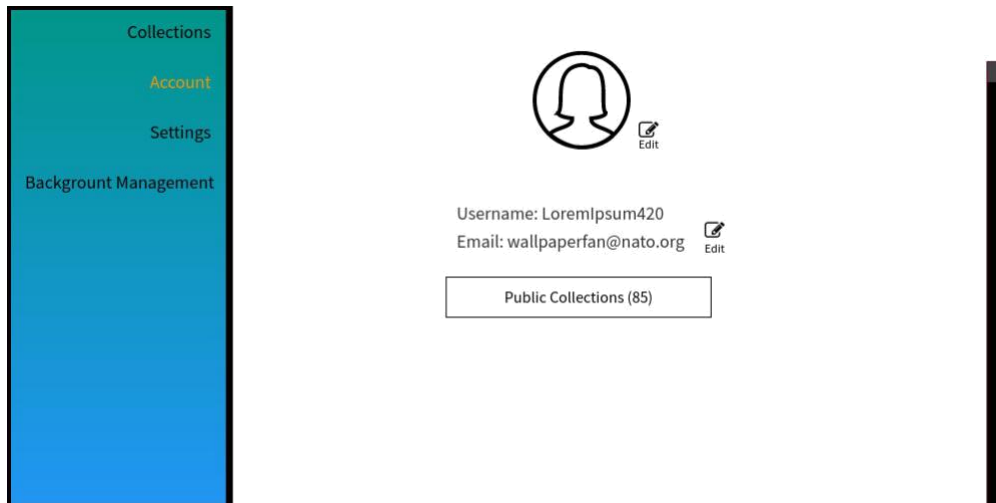 Collections
Account
Settings
Backgrount Management
Edit
Username: LoremIpsum420
Email: wallpaperfan@nato.org
Edit
Public Collections (85)